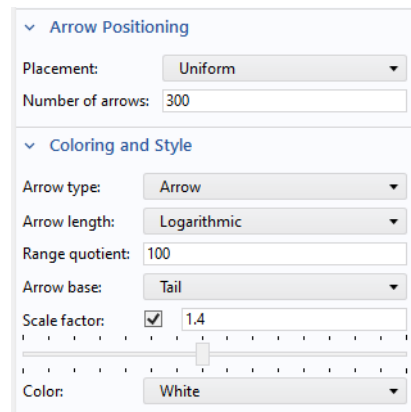 Arrow Positioning
Placement: Uniform
Number of arrows: 300
Coloring and Style
Arrow type: Arrow
Arrow length: Logarithmic
Range quotient: 100
Arrow base: Tail
Scale factor: 1.4
Color: White